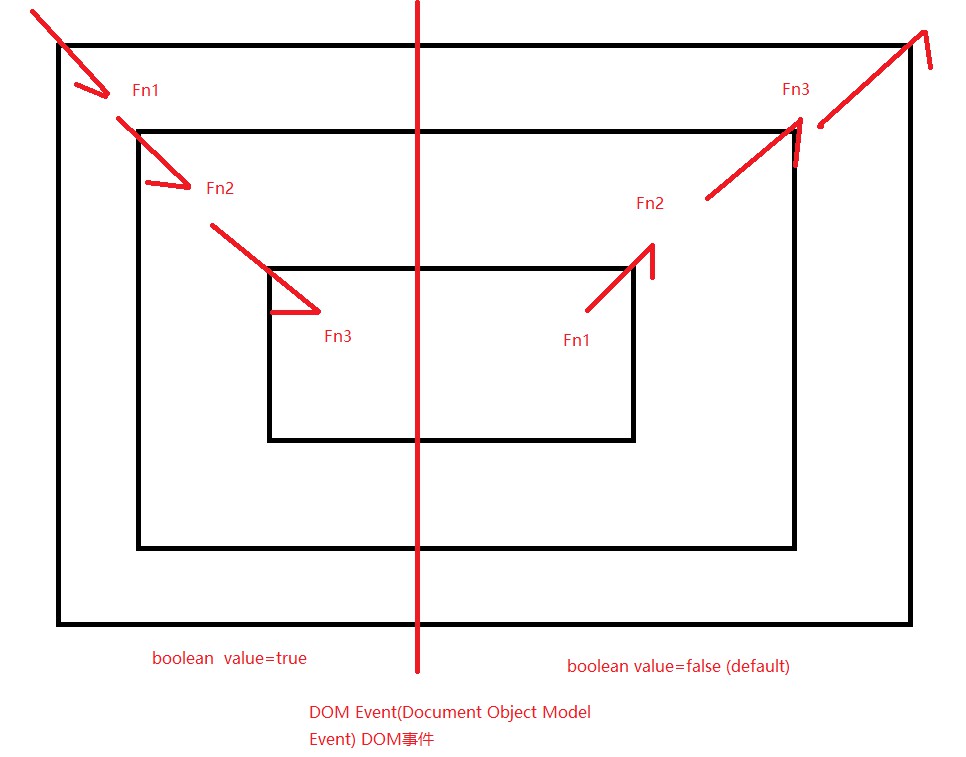 Fn1
Fn3
Fn2
Fn2
Fn3
Fn1
boolean  value=true
boolean value=false (default)
DOM Event(Document Object Model
Event) DOM事件